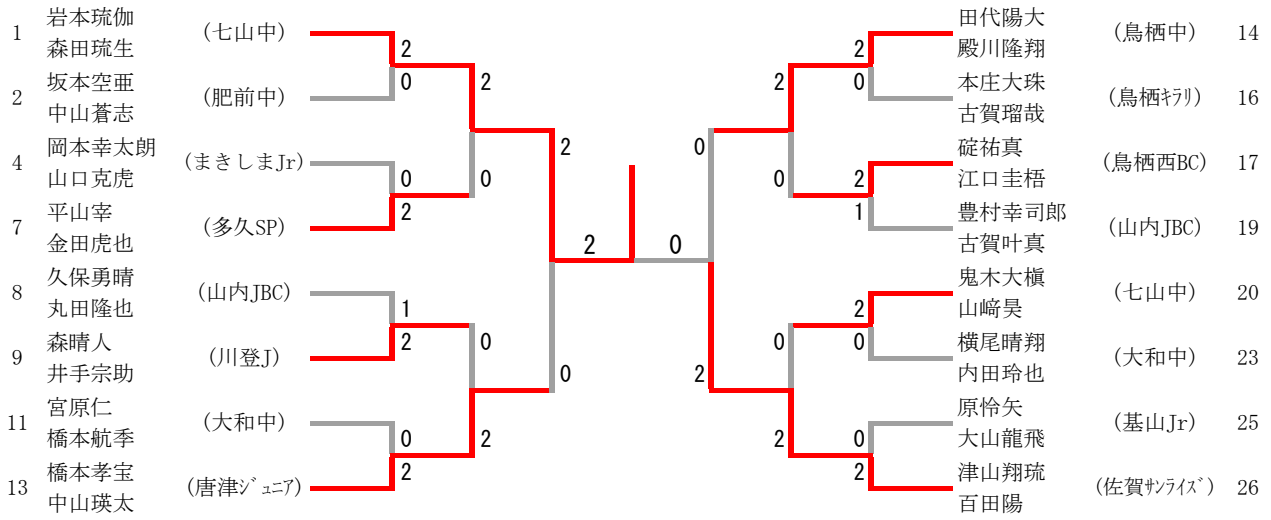 岩本琉伽
1 (七山中)
森田琉生
2
0
坂本空亜
2 (肥前中)
中山蒼志
2
岡本幸太朗
4 (まきしまJr)
山口克虎
0
2
0
平山宰
7 (多久SP)
金田虎也
2
久保勇晴
8 (山内JBC)
丸田隆也
1
2
森晴人
9 (川登J)
井手宗助
0
宮原仁
11 (大和中)
橋本航季
0
2
2
橋本孝宝
13 (唐津ジュニア)
中山瑛太
0
2 0
田代陽大
(鳥栖中) 14
殿川隆翔
2
0
本庄大珠
(鳥栖キラリ) 16
古賀瑠哉
2
碇祐真
(鳥栖西BC) 17
江口圭梧
2
1
0
豊村幸司郎
(山内JBC) 19
古賀叶真
0
鬼木大槇
(七山中) 20
山﨑昊
2
0
横尾晴翔
(大和中) 23
内田玲也
0
原怜矢
(基山Jr) 25
大山龍飛
0
2
2
津山翔琉
(佐賀サンライズ) 26
百田陽
2